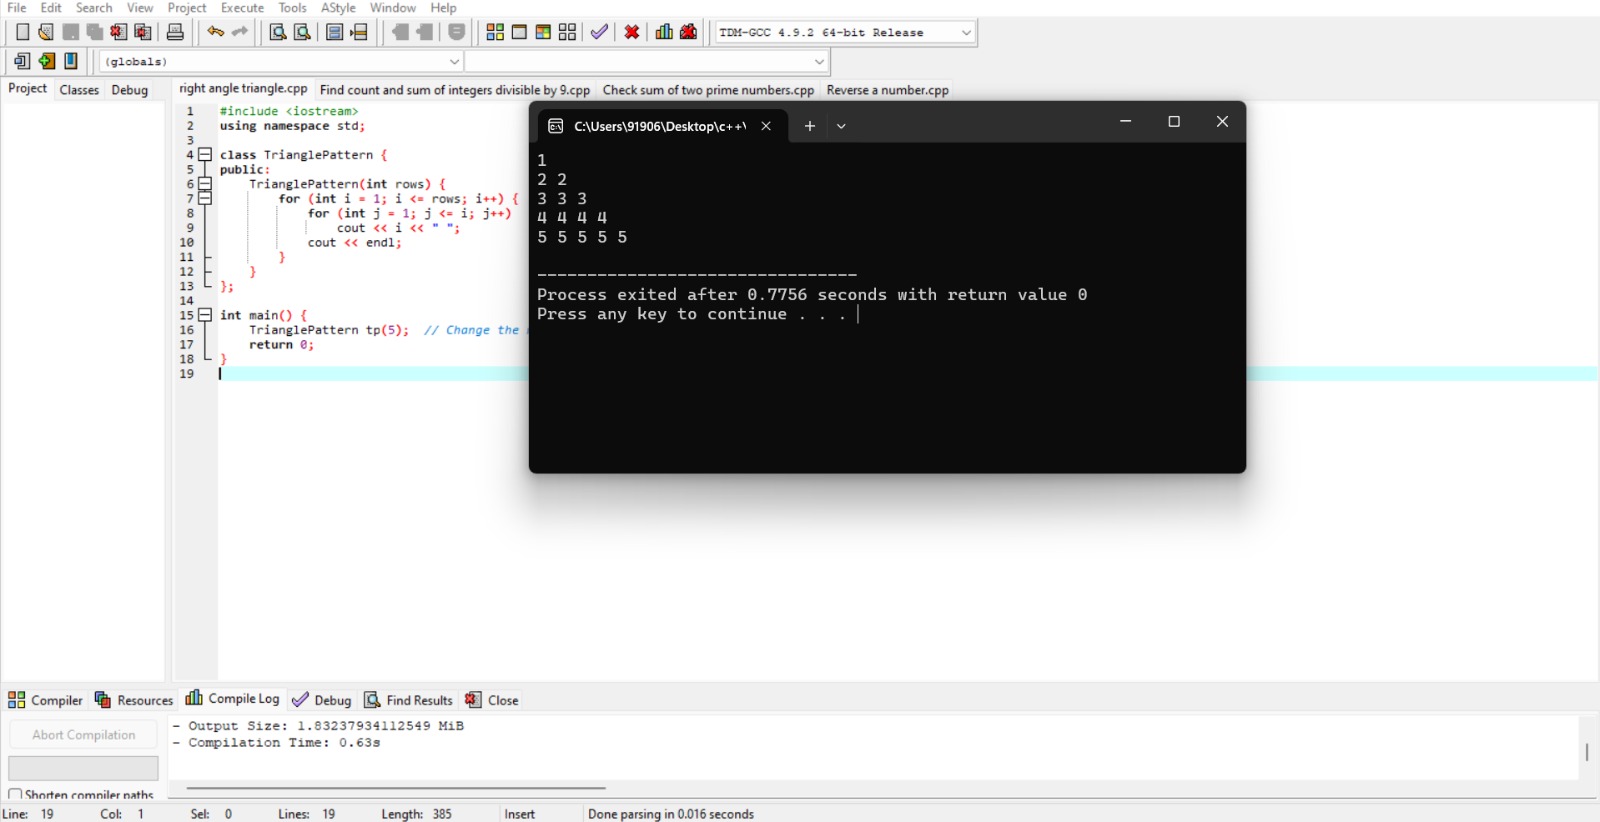 File Edit Search View Project Execute Tools AStyle Window Help
TDM-GCC 4.9.2 64-bit Release
(globals)
Project Classes Debug
right angle triangle.cpp Find count and sum of integers divisible by 9.cpp Check sum of two prime numbers.cpp Reverse a number.cpp
1 #include <iostream>
2 using namespace std;
3
4 class TrianglePattern {
5 public:
6 TrianglePattern(int rows) {
7 for (int i = 1; i <= rows; i++) {
8 for (int j = 1; j <= i; j++)
9 cout << i << " ";
10 cout << endl;
11 }
12 }
13 };
14
15 int main() {
16 TrianglePattern tp(5); // Change the
17 return 0;
18 }
19
C:\Users\91906\Desktop\c++\
1
2 2
3 3 3
4 4 4 4
5 5 5 5 5
--------------------------------
Process exited after 0.7756 seconds with return value 0
Press any key to continue . . .
Compiler Resources Compile Log Debug Find Results Close
Abort Compilation
Shorten compiler paths
- Output Size: 1.83237934112549 MiB
- Compilation Time: 0.63s
Line: 19 Col: 1 Sel: 0 Lines: 19 Length: 385 Insert Done parsing in 0.016 seconds